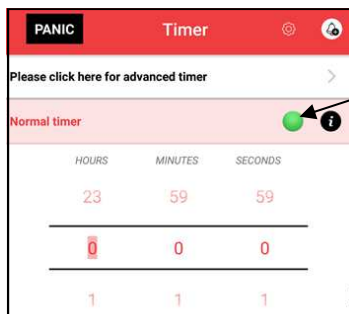 PANIC Timer
Please click here for advanced timer
Normal timer i
HOURS MINUTES SECONDS
23 59 59
0 0 0
1 1 1